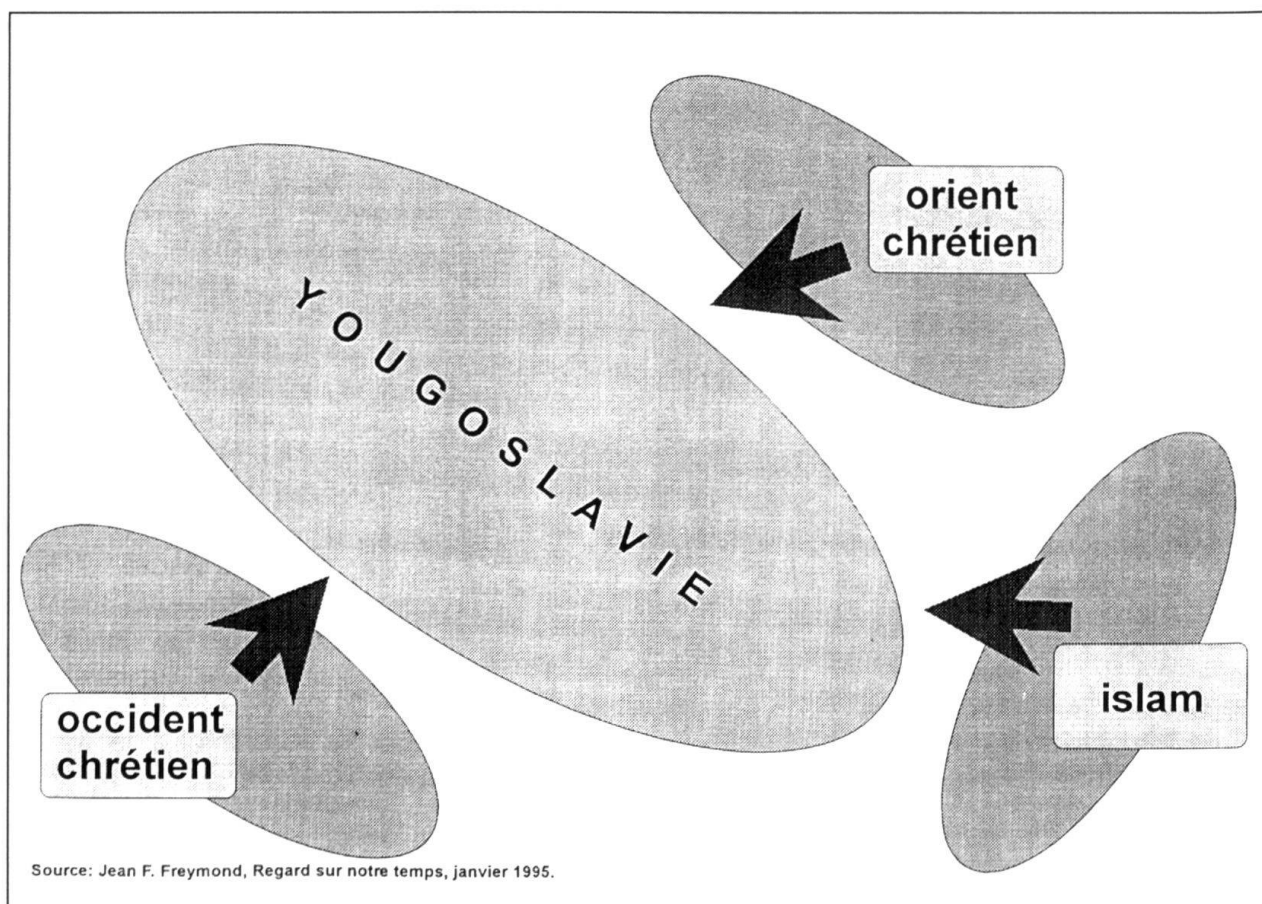 orient
chrétien
YOUGOSLAVIE
islam
occident
chrétien
Source: Jean F. Freymond, Regard sur notre temps, janvier 1995.